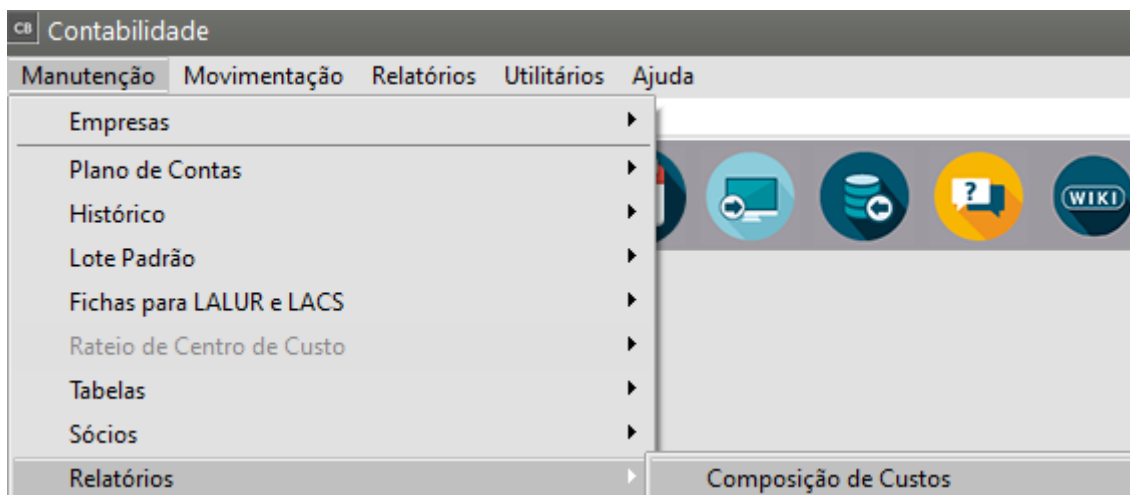 CB Contabilidade
Manutenção Movimentação Relatórios Utilitários Ajuda
Empresas
Plano de Contas
Histórico
Lote Padrão
Fichas para LALUR e LACS
Rateio de Centro de Custo
Tabelas
Sócios
Relatórios
Composição de Custos
?
WIKI